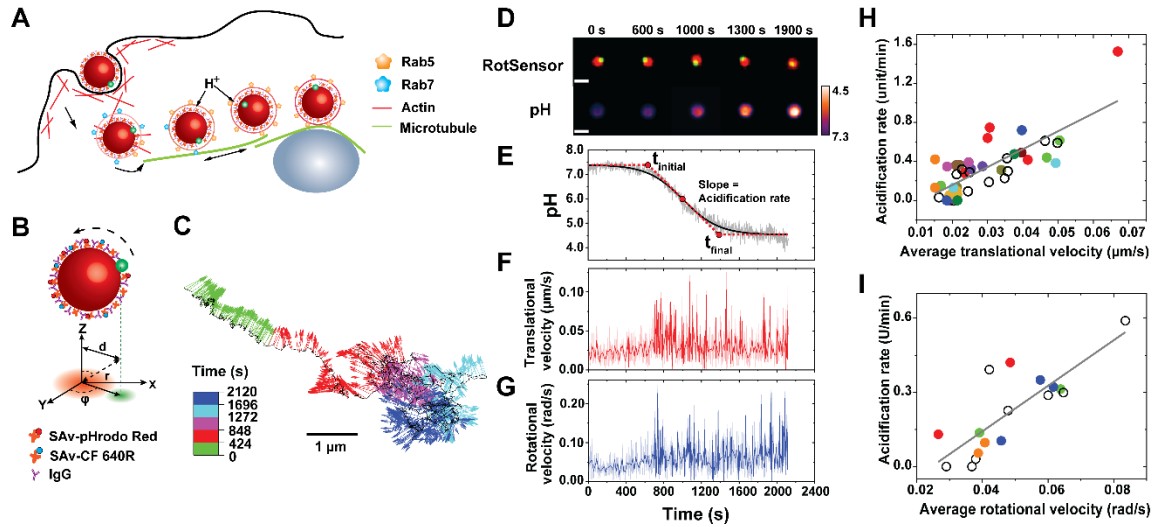 A
H⁺
Rab5
Rab7
Actin
Microtubule
B
Z
d
r
X
Y
φ
SAv-pHrodo Red
SAv-CF 640R
IgG
C
Time (s)
2120
1696
1272
848
424
0
1 µm
D
0 s 600 s 1000 s 1300 s 1900 s
RotSensor
pH
4.5
7.3
E
8.0
7.0
6.0
5.0
4.0
pH
tinitial
Slope =
Acidification rate
tfinal
F
0.10
0.05
0.00
Translational
velocity (µm/s)
G
0.20
0.10
0.00
Rotational
velocity (rad/s)
0 400 800 1200 1600 2000 2400
Time (s)
H
1.6
1.2
0.8
0.4
0.0
Acidification rate (unit/min)
0.01 0.02 0.03 0.04 0.05 0.06 0.07
Average translational velocity (µm/s)
I
0.6
0.3
0.0
Acidification rate (U/min)
0.02 0.04 0.06 0.08
Average rotational velocity (rad/s)